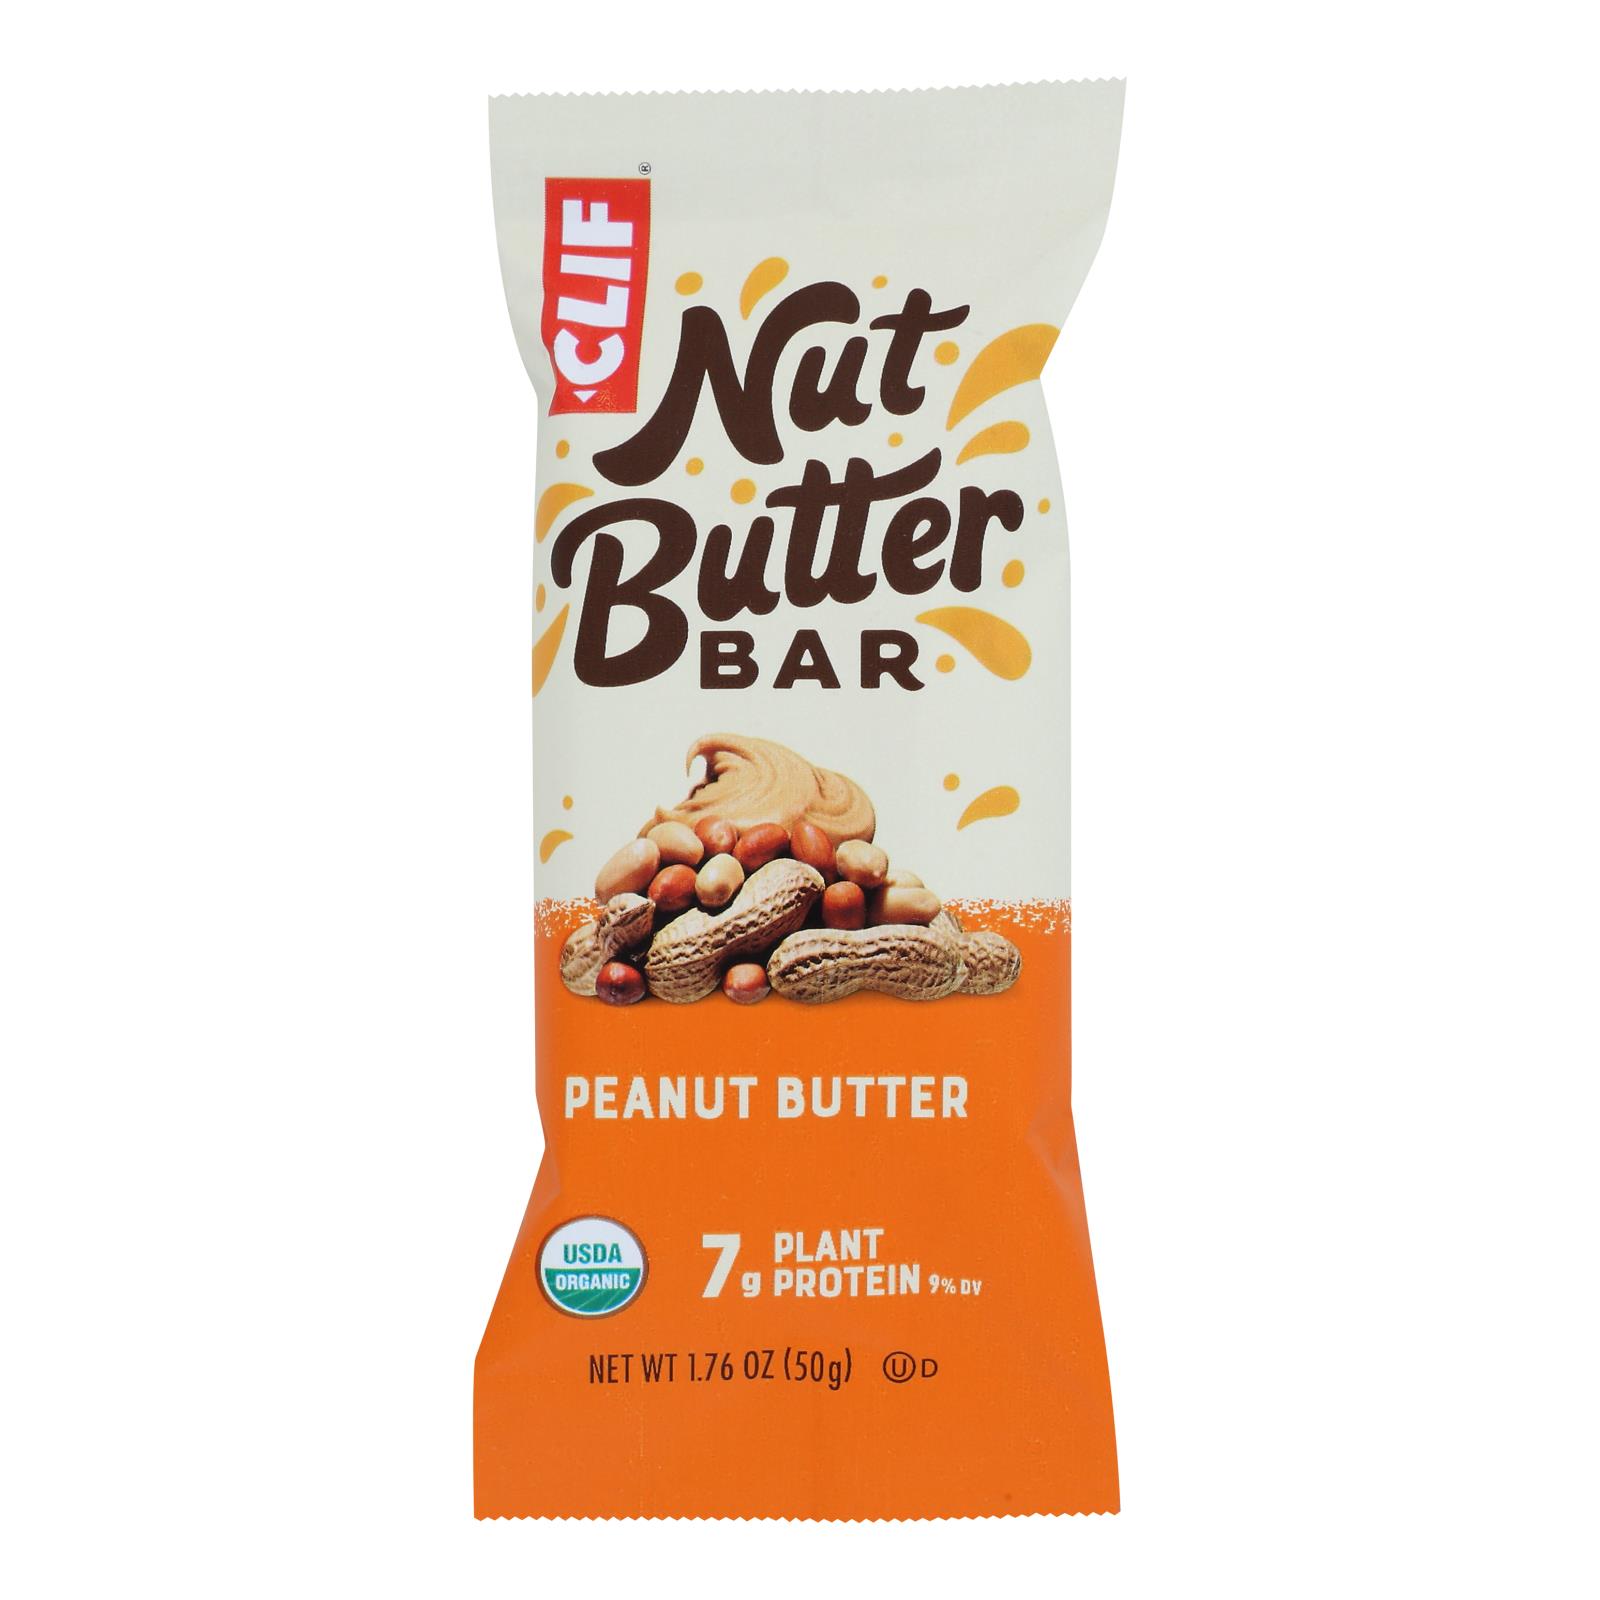 CLIF®
Nut
Butter
BAR
PEANUT BUTTER
USDA
ORGANIC
7g PLANT
PROTEIN 9% DV
NET WT 1.76 OZ (50g) Ⓤ D